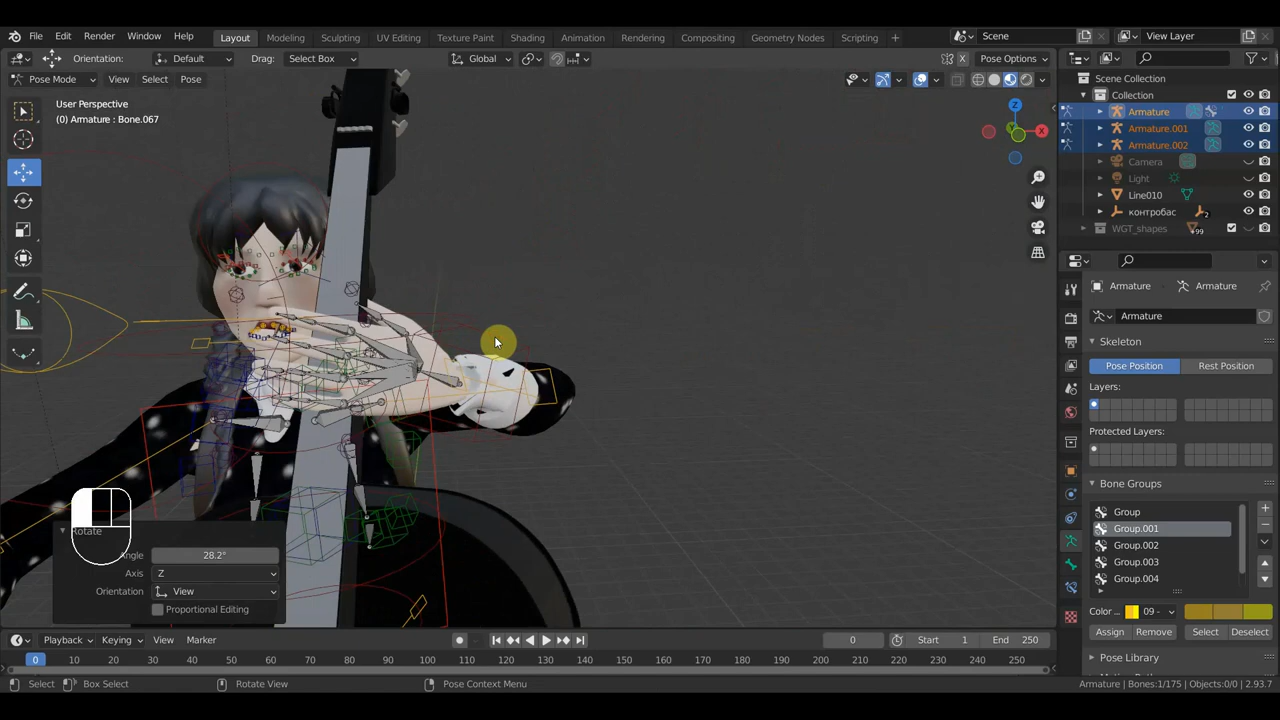 File Edit Render Window Help Layout Modeling Sculpting UV Editing Texture Paint Shading Animation Rendering Compositing Geometry Nodes Scripting + Scene View Layer
Orientation: Default Drag: Select Box Global X Pose Options
Pose Mode View Select Pose
User Perspective
(0) Armature : Bone.067
Z
X
Scene Collection
Collection
Armature
Armature.001
Armature.002
Camera
Light
Line010
контробас 2
WGT_shapes +99
Armature Armature
Armature
Skeleton
Pose Position Rest Position
Layers:
Protected Layers:
Bone Groups
Group
Group.001
Group.002
Group.003
Group.004
Color ... 09 -
Assign Remove Select Deselect
Pose Library
Rotate
Angle 28.2°
Axis Z
Orientation View
Proportional Editing
Playback Keying View Marker 0 Start 1 End 250
0 10 20 30 40 50 60 70 80 90 100 110 120 130 140 150 160 170 180 190 200 210 220 230 240 250
Select Box Select Rotate View Pose Context Menu Armature | Bones:1/175 | Objects:0/0 | 2.93.7